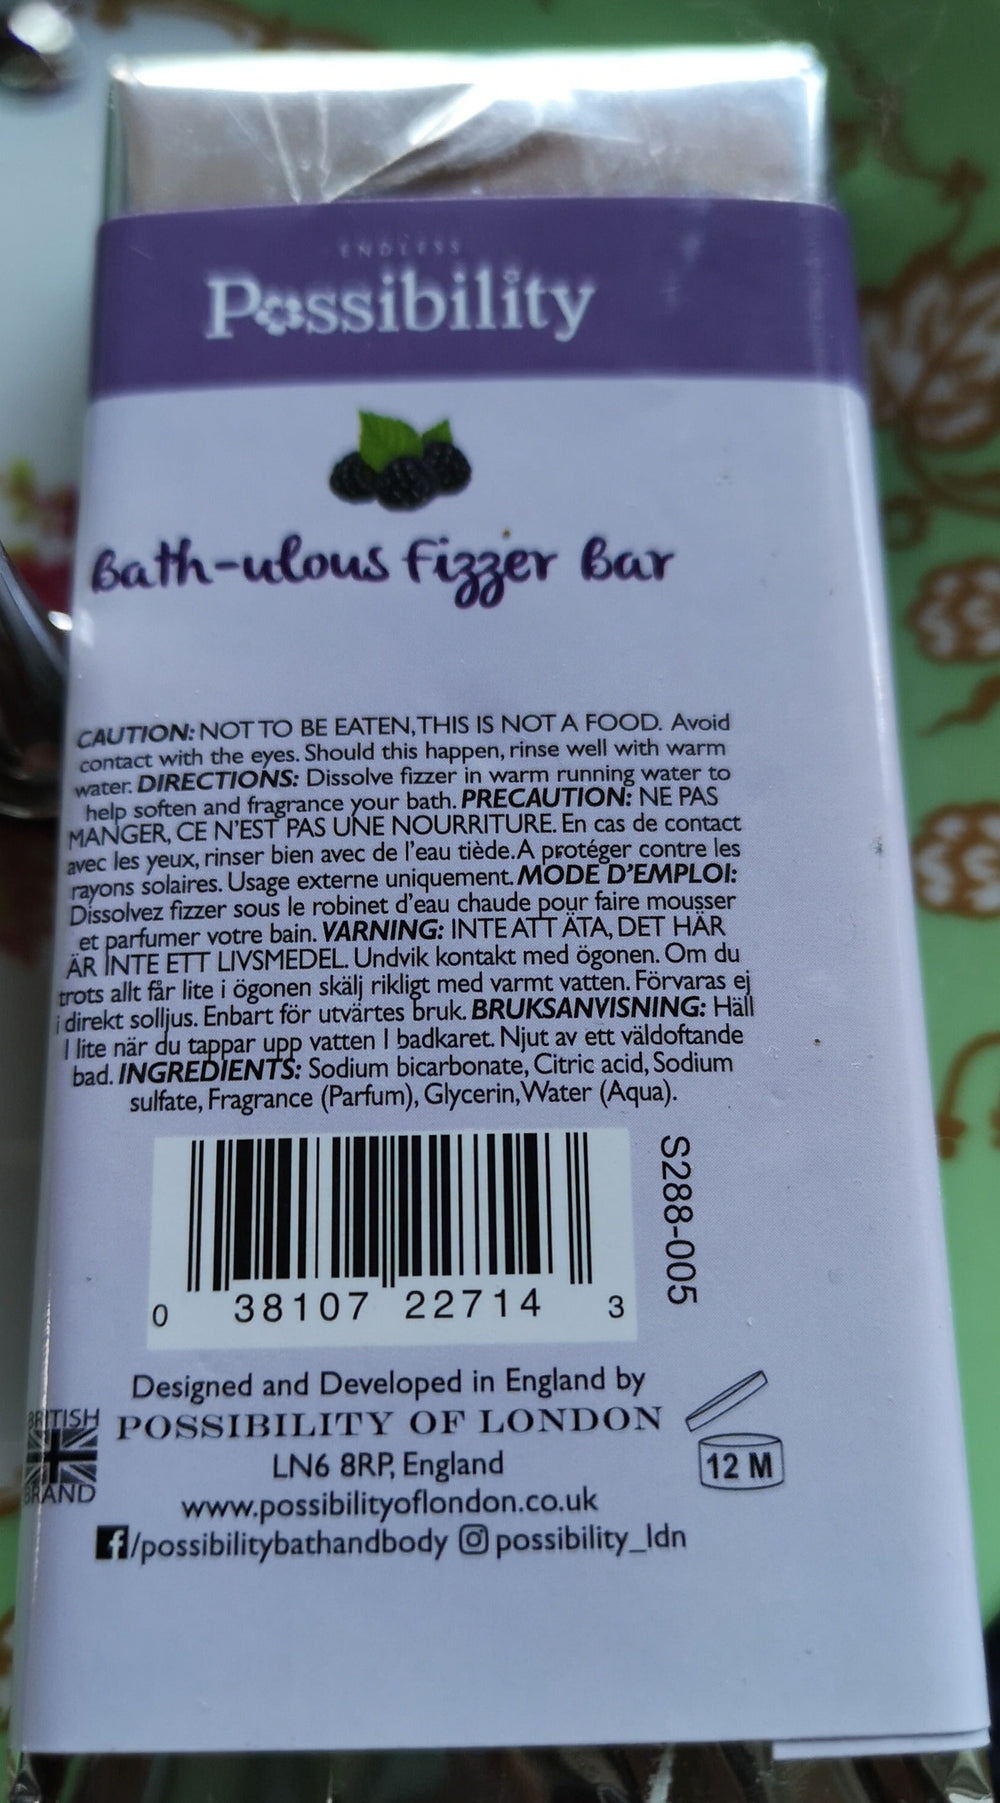 ENDLESS
Possibility
Bath-ulous Fizzer Bar
CAUTION: NOT TO BE EATEN, THIS IS NOT A FOOD. Avoid
contact with the eyes. Should this happen, rinse well with warm
water. DIRECTIONS: Dissolve fizzer in warm running water to
help soften and fragrance your bath. PRECAUTION: NE PAS
MANGER, CE N'EST PAS UNE NOURRITURE. En cas de contact
avec les yeux, rinser bien avec de l'eau tiède. A protéger contre les
rayons solaires. Usage externe uniquement. MODE D'EMPLOI:
Dissolvez fizzer sous le robinet d'eau chaude pour faire mousser
et parfumer votre bain. VARNING: INTE ATT ÄTA, DET HÄR
ÄR INTE ETT LIVSMEDEL. Undvik kontakt med ögonen. Om du
trots allt får lite i ögonen skälj rikligt med varmt vatten. Förvaras ej
i direkt solljus. Enbart för utvärtes bruk. BRUKSANVISNING: Häll
I lite när du tappar upp vatten I badkaret. Njut av ett väldoftande
bad. INGREDIENTS: Sodium bicarbonate, Citric acid, Sodium
sulfate, Fragrance (Parfum), Glycerin, Water (Aqua).
S288-005
0 38107 22714 3
Designed and Developed in England by
POSSIBILITY OF LONDON
LN6 8RP, England
BRITISH
BRAND
12 M
www.possibilityoflondon.co.uk
f/possibilitybathandbody possibility_ldn